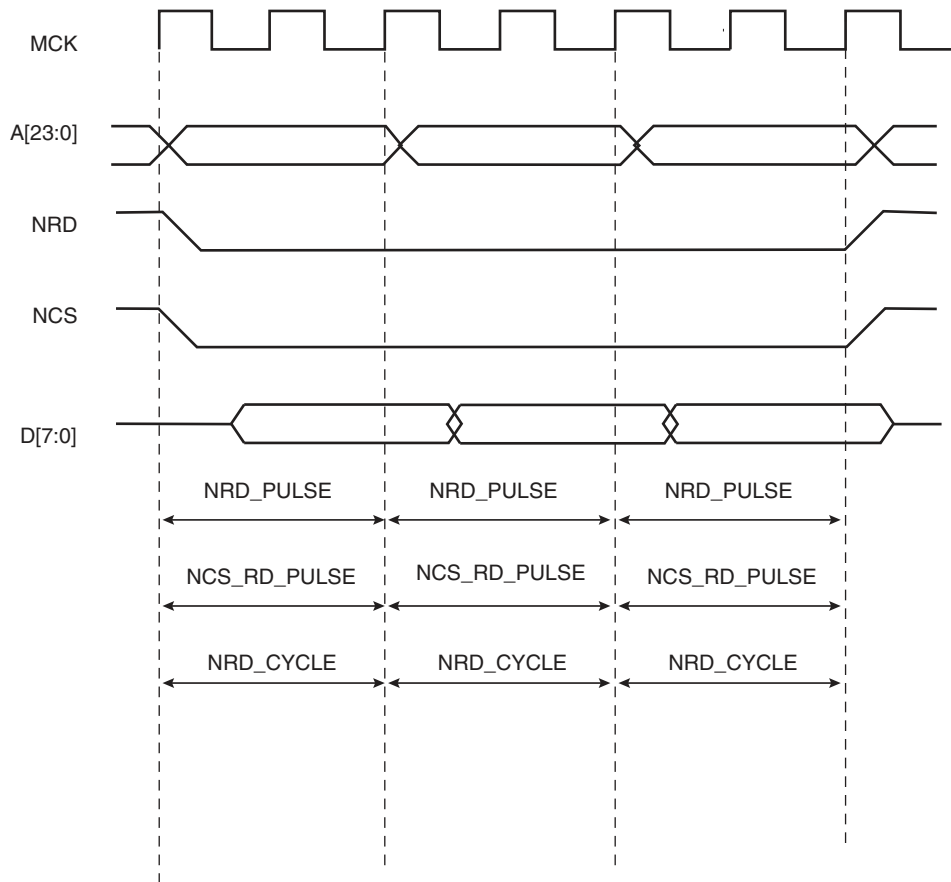 MCK
A[23:0]
NRD
NCS
D[7:0]
NRD_PULSE NRD_PULSE NRD_PULSE
NCS_RD_PULSE NCS_RD_PULSE NCS_RD_PULSE
NRD_CYCLE NRD_CYCLE NRD_CYCLE